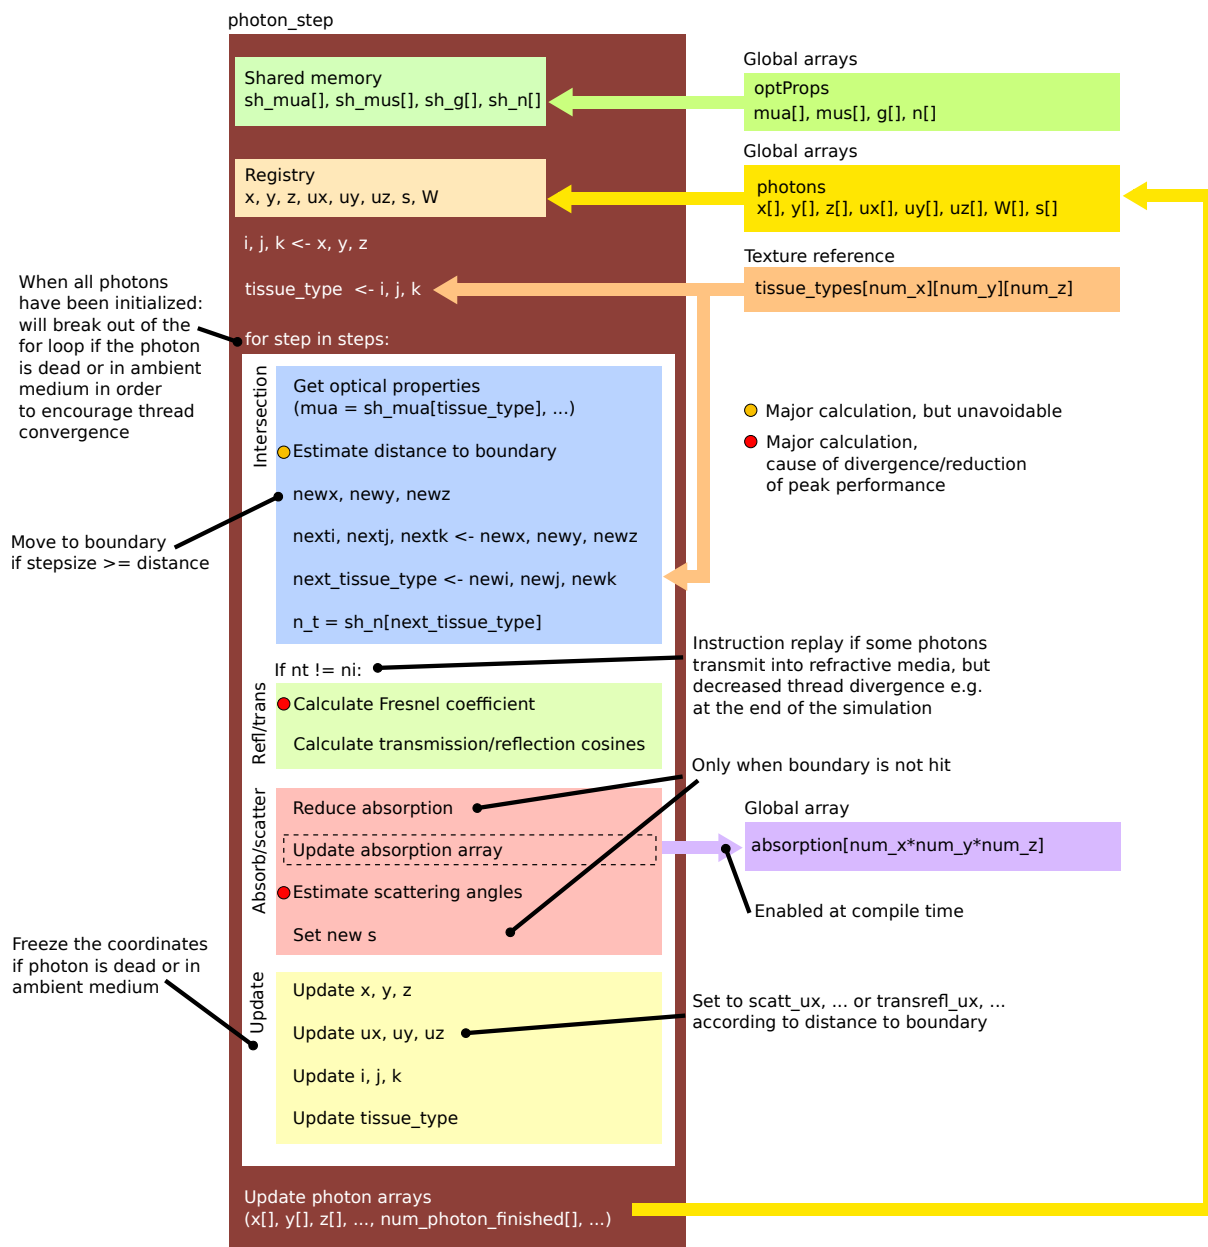 photon_step
Shared memory
sh_mua[], sh_mus[], sh_g[], sh_n[]
Global arrays
optProps
mua[], mus[], g[], n[]
Registry
x, y, z, ux, uy, uz, s, W
Global arrays
photons
x[], y[], z[], ux[], uy[], uz[], W[], s[]
i, j, k <- x, y, z
Texture reference
tissue_types[num_x][num_y][num_z]
tissue_type <- i, j, k
When all photons
have been initialized:
will break out of the
for loop if the photon
is dead or in ambient
medium in order
to encourage thread
convergence
for step in steps:
Intersection
Get optical properties
(mua = sh_mua[tissue_type], ...)
Estimate distance to boundary
newx, newy, newz
nexti, nextj, nextk <- newx, newy, newz
next_tissue_type <- newi, newj, newk
n_t = sh_n[next_tissue_type]
Major calculation, but unavoidable
Major calculation,
cause of divergence/reduction
of peak performance
Move to boundary
if stepsize >= distance
If nt != ni:
Instruction replay if some photons
transmit into refractive media, but
decreased thread divergence e.g.
at the end of the simulation
Refl/trans
Calculate Fresnel coefficient
Calculate transmission/reflection cosines
Only when boundary is not hit
Absorb/scatter
Reduce absorption
Update absorption array
Estimate scattering angles
Set new s
Global array
absorption[num_x*num_y*num_z]
Enabled at compile time
Freeze the coordinates
if photon is dead or in
ambient medium
Update
Update x, y, z
Update ux, uy, uz
Update i, j, k
Update tissue_type
Set to scatt_ux, ... or transrefl_ux, ...
according to distance to boundary
Update photon arrays
(x[], y[], z[], ..., num_photon_finished[], ...)